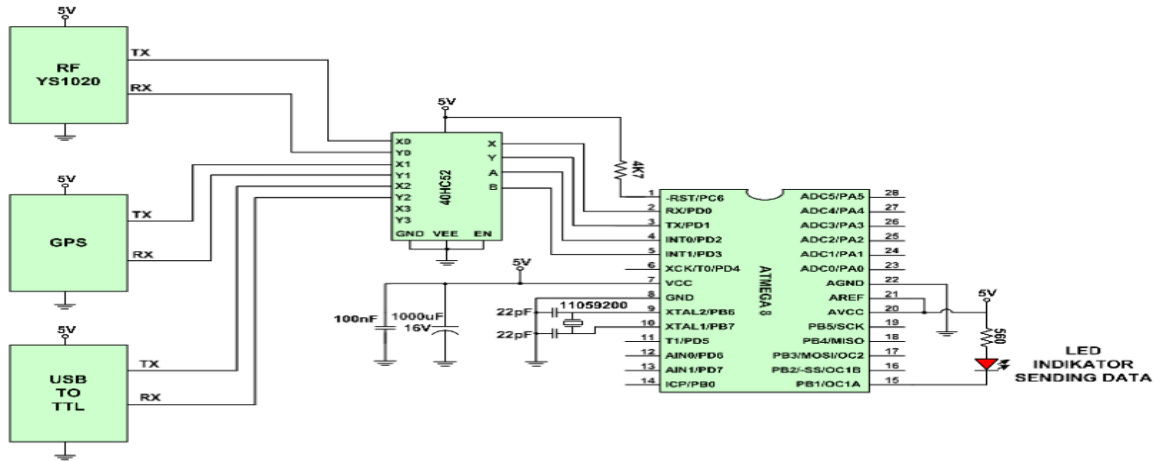 5V
RF
YS1020
TX
RX
5V
GPS
TX
RX
5V
USB
TO
TTL
TX
RX
5V
40HC52
X0
Y0
X1
Y1
X2
Y2
X3
Y3
X
Y
A
B
GND VEE EN
4K7
5V
100nF
1000uF
16V
22pF
11059200
22pF
ATMEGA 8
1 -RST/PC6
2 RX/PD0
3 TX/PD1
4 INT0/PD2
5 INT1/PD3
6 XCK/T0/PD4
7 VCC
8 GND
9 XTAL2/PB6
10 XTAL1/PB7
11 T1/PD5
12 AIN0/PD6
13 AIN1/PD7
14 ICP/PB0
ADC5/PA5 28
ADC4/PA4 27
ADC3/PA3 26
ADC2/PA2 25
ADC1/PA1 24
ADC0/PA0 23
AGND 22
AREF 21
AVCC 20
PB5/SCK 19
PB4/MISO 18
PB3/MOSI/OC2 17
PB2/-SS/OC1B 16
PB1/OC1A 15
5V
560
LED
INDIKATOR
SENDING DATA